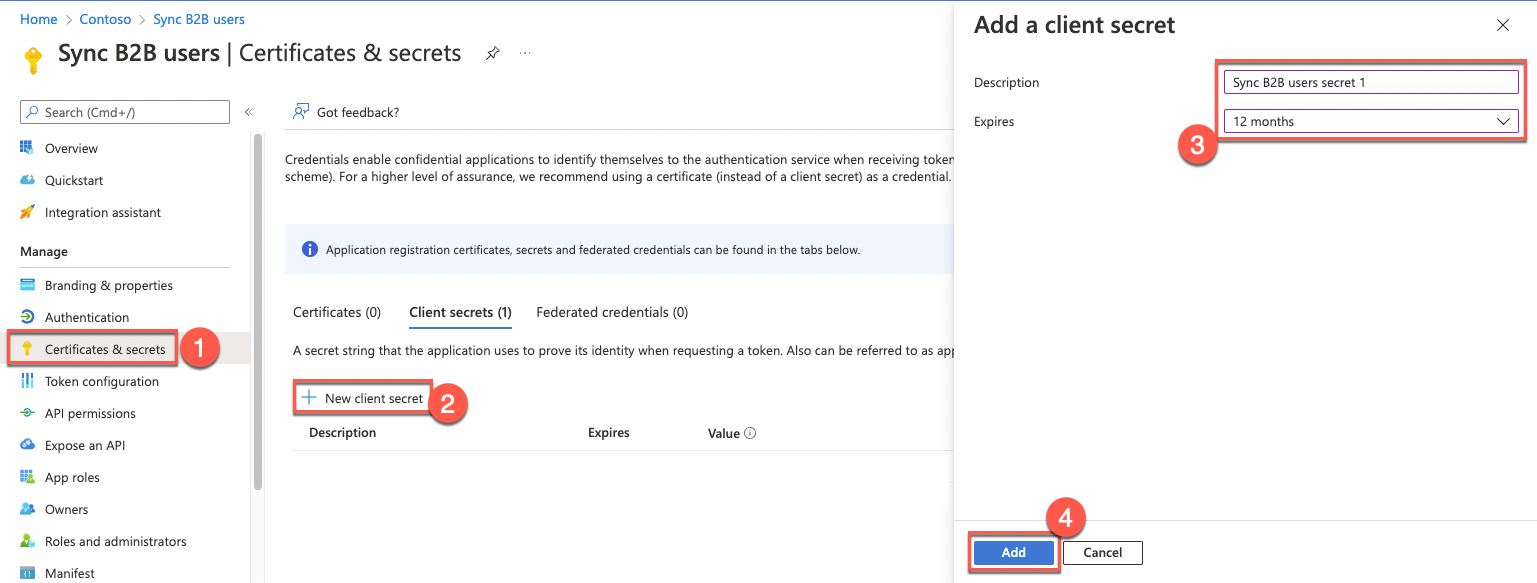 Home > Contoso > Sync B2B users
Sync B2B users | Certificates & secrets
Search (Cmd+/)
Overview
Quickstart
Integration assistant
Manage
Branding & properties
Authentication
Certificates & secrets
1
Token configuration
API permissions
Expose an API
App roles
Owners
Roles and administrators
Manifest
Got feedback?
Credentials enable confidential applications to identify themselves to the authentication service when receiving token
scheme). For a higher level of assurance, we recommend using a certificate (instead of a client secret) as a credential.
Application registration certificates, secrets and federated credentials can be found in the tabs below.
Certificates (0) Client secrets (1) Federated credentials (0)
A secret string that the application uses to prove its identity when requesting a token. Also can be referred to as app
New client secret
2
Description Expires Value
Add a client secret
Description Sync B2B users secret 1
Expires 12 months
3
4
Add Cancel